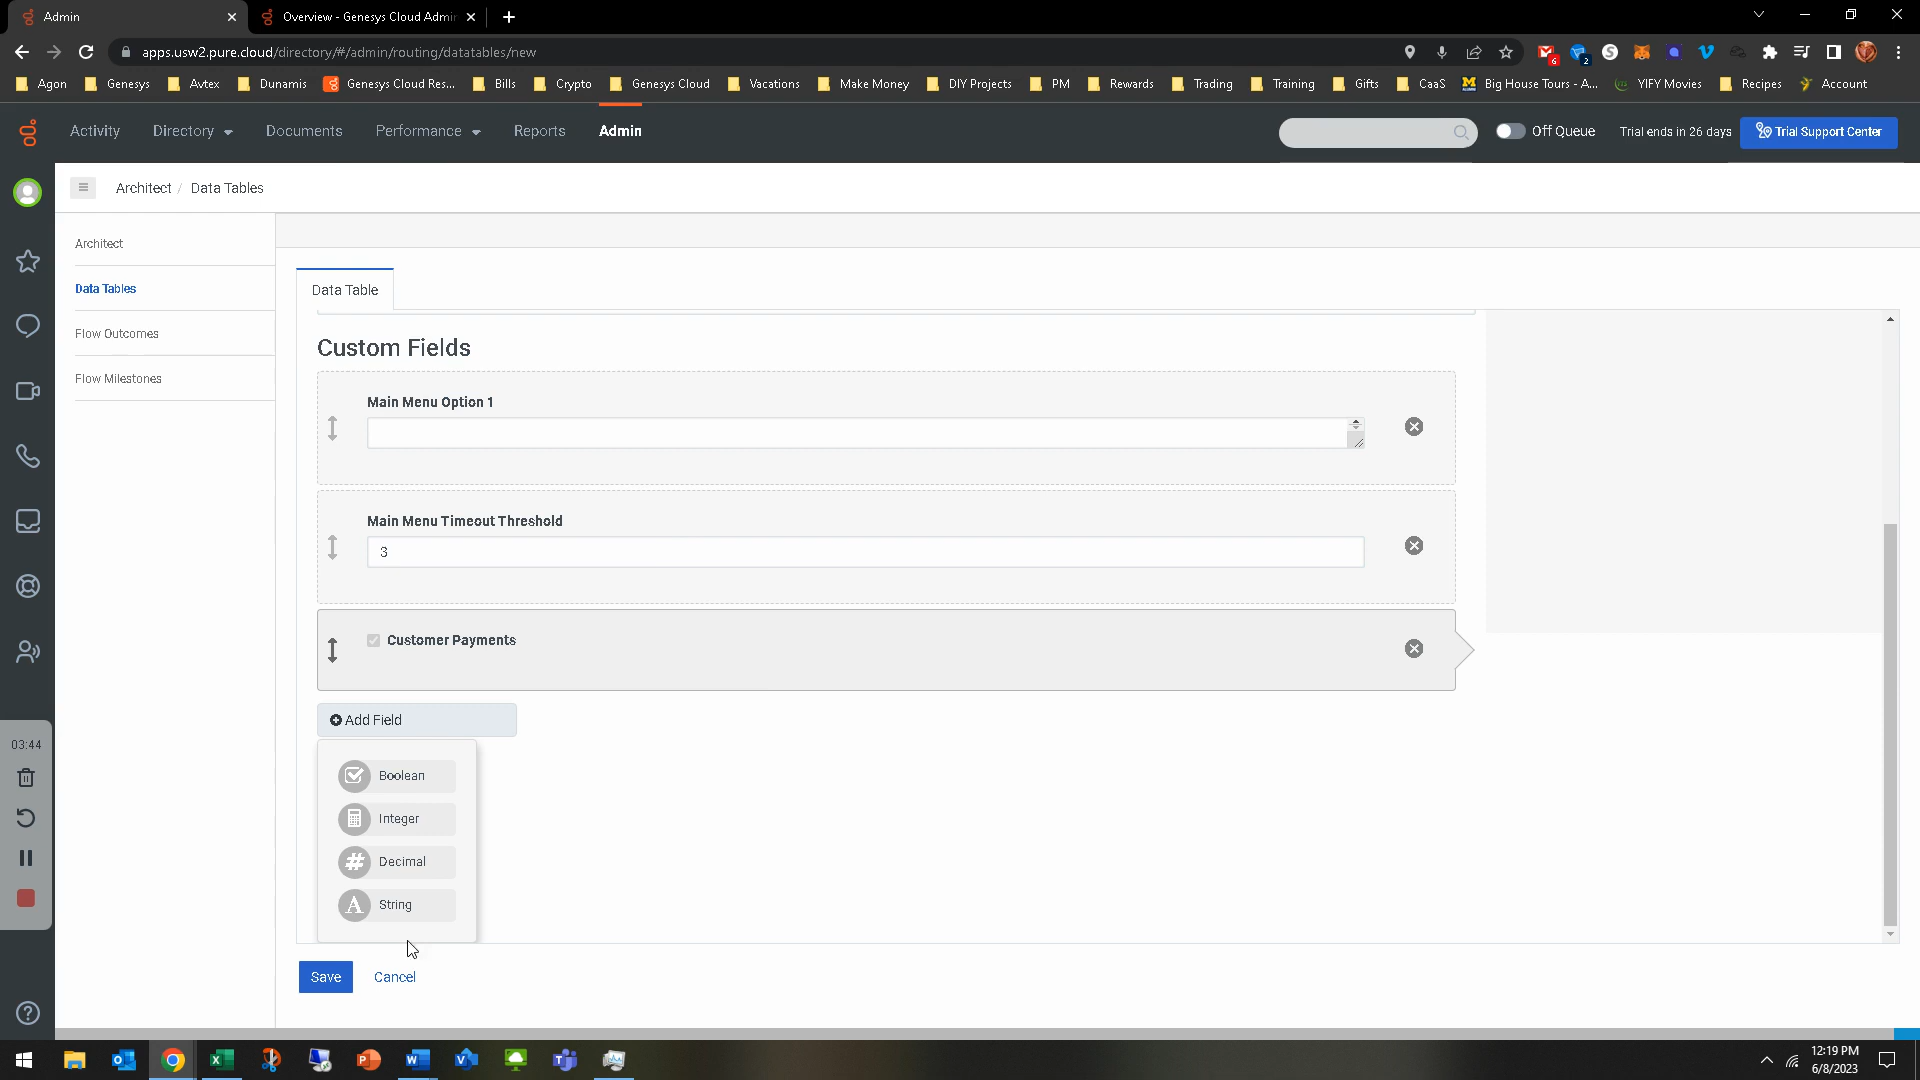 Admin
Overview - Genesys Cloud Admin
apps.usw2.pure.cloud/directory/#/admin/routing/datatables/new
6
2
Agon
Genesys
Avtex
Dunamis
Genesys Cloud Res...
Bills
Crypto
Genesys Cloud
Vacations
Make Money
DIY Projects
PM
Rewards
Trading
Training
Gifts
CaaS
Big House Tours - A...
YIFY Movies
Recipes
Account
Activity
Directory
Documents
Performance
Reports
Admin
Off Queue
Trial ends in 26 days
Trial Support Center
Architect / Data Tables
Architect
Data Tables
Flow Outcomes
Flow Milestones
Data Table
Custom Fields
Main Menu Option 1
Main Menu Timeout Threshold
3
Customer Payments
Add Field
Boolean
Integer
Decimal
String
Save
Cancel
03:44
12:19 PM
6/8/2023